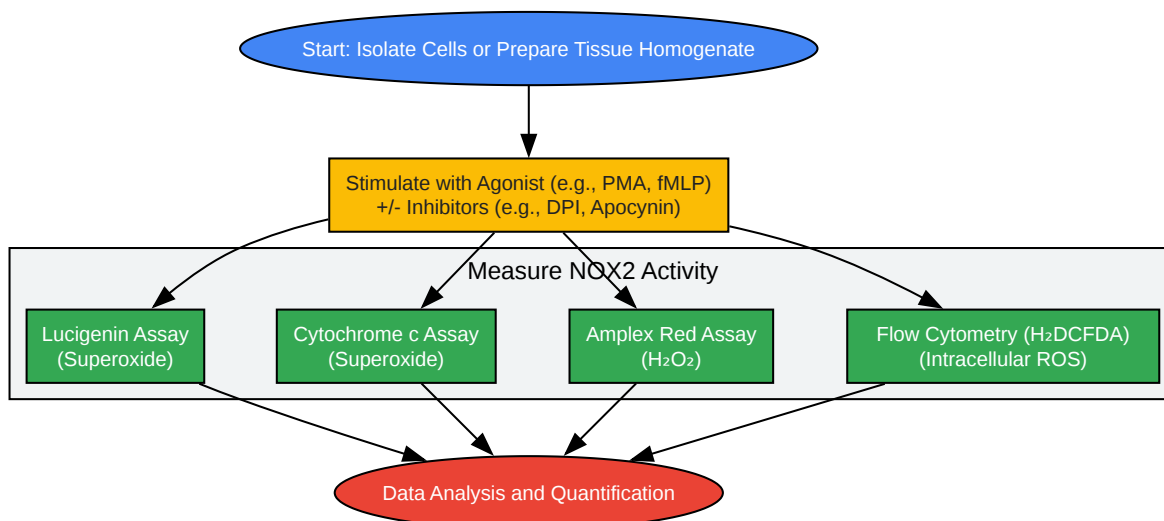 Start: Isolate Cells or Prepare Tissue Homogenate
Stimulate with Agonist (e.g., PMA, fMLP)
+/- Inhibitors (e.g., DPI, Apocynin)
Measure NOX2 Activity
Lucigenin Assay
(Superoxide)
Cytochrome c Assay
(Superoxide)
Amplex Red Assay
(H₂O₂)
Flow Cytometry (H₂DCFDA)
(Intracellular ROS)
Data Analysis and Quantification